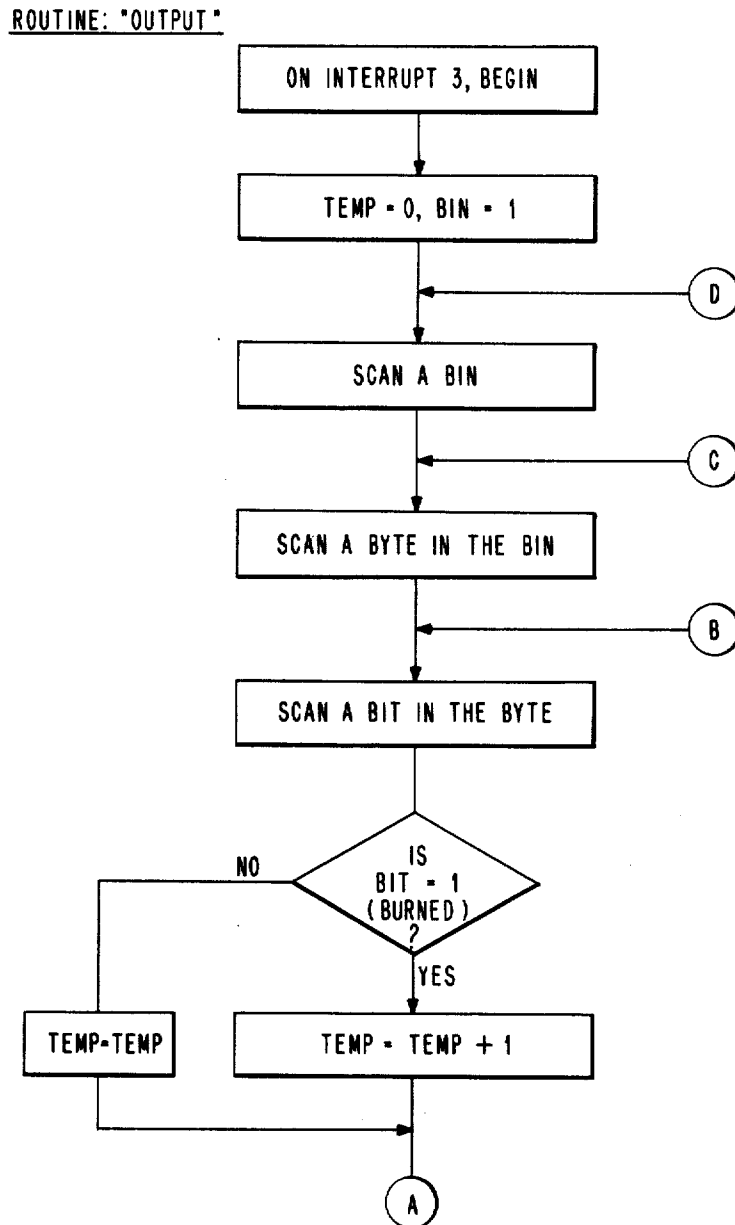 ROUTINE: "OUTPUT"
ON INTERRUPT 3, BEGIN
TEMP = 0, BIN = 1
D
SCAN A BIN
C
SCAN A BYTE IN THE BIN
B
SCAN A BIT IN THE BYTE
IS
BIT = 1
(BURNED)
?
NO
YES
TEMP=TEMP
TEMP = TEMP + 1
A